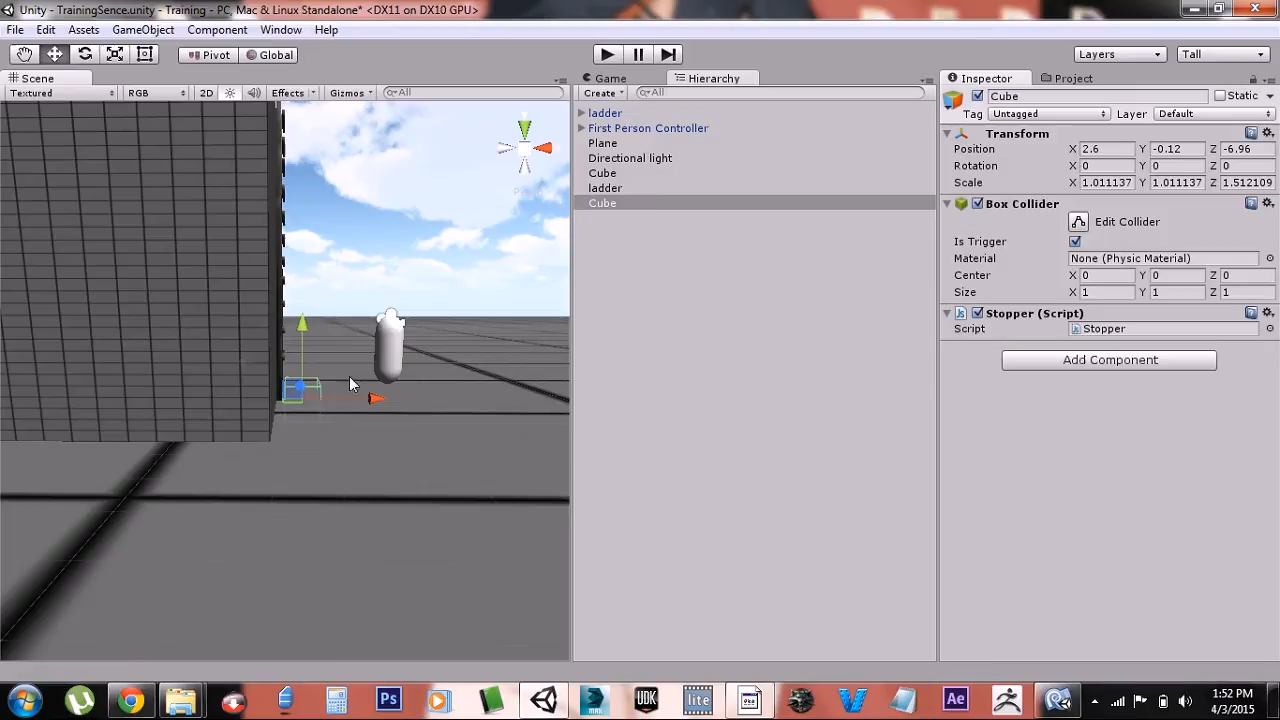 Unity - TrainingSence.unity - Training - PC, Mac & Linux Standalone* <DX11 on DX10 GPU>
File Edit Assets GameObject Component Window Help
Pivot Global Layers Tall
Scene Game Hierarchy Inspector Project
Textured RGB 2D Effects Gizmos All
Create All
Cube Static
Tag Untagged Layer Default
ladder
First Person Controller
Plane
Directional light
Cube
ladder
Cube
Transform
Position X 2.6 Y -0.12 Z -6.96
Rotation X 0 Y 0 Z 0
Scale X 1.011137 Y 1.011137 Z 1.512109
Box Collider
Edit Collider
Is Trigger
Material None (Physic Material)
Center X 0 Y 0 Z 0
Size X 1 Y 1 Z 1
Stopper (Script)
Script Stopper
Add Component
Ps UDK lite Ae
1:52 PM
4/3/2015